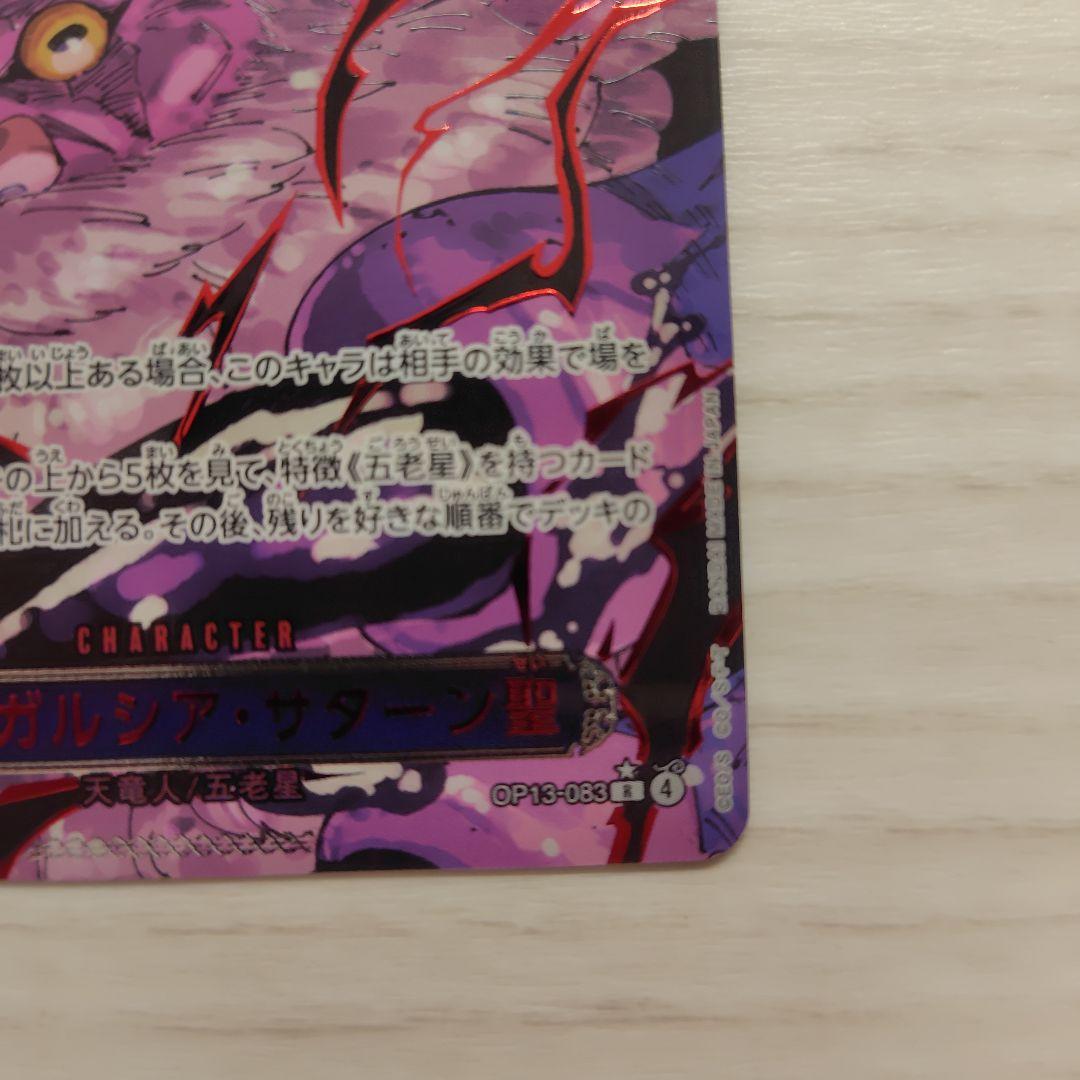 枚以上ある場合、このキャラは相手の効果で場を
の上から5枚を見て、特徴《五老星》を持つカード
札に加える。その後、残りを好きな順番でデッキの
CHARACTER
ガルシア・サターン聖
天竜人/五老星
OP13-083 R 4
BANDAI MADE IN JAPAN
©E.O/S. C.O/S･F･T